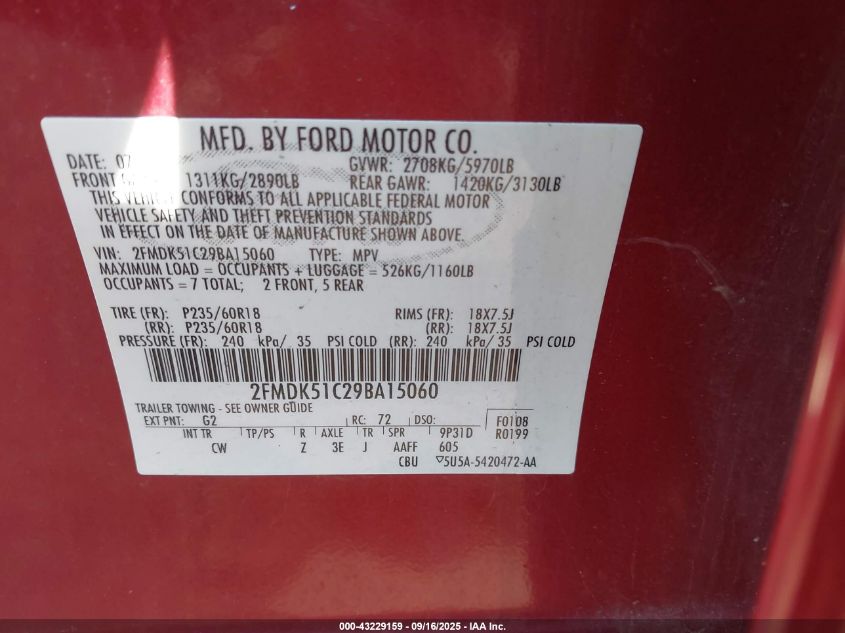 MFD. BY FORD MOTOR CO.
DATE: 07 GVWR: 2708KG/5970LB
FRONT 1311KG/2890LB REAR GAWR: 1420KG/3130LB
THIS VEHICLE CONFORMS TO ALL APPLICABLE FEDERAL MOTOR
VEHICLE SAFETY AND THEFT PREVENTION STANDARDS
IN EFFECT ON THE DATE OF MANUFACTURE SHOWN ABOVE.
VIN: 2FMDK51C29BA15060 TYPE: MPV
MAXIMUM LOAD = OCCUPANTS + LUGGAGE = 526KG/1160LB
OCCUPANTS = 7 TOTAL; 2 FRONT, 5 REAR
TIRE (FR): P235/60R18 RIMS (FR): 18X7.5J
(RR): P235/60R18 (RR): 18X7.5J
PRESSURE (FR): 240 kPa/ 35 PSI COLD (RR): 240 kPa/ 35 PSI COLD
2FMDK51C29BA15060
TRAILER TOWING - SEE OWNER GUIDE
EXT PNT: G2 RC: 72 DSO: F0108
INT TR TP/PS R AXLE TR SPR 9P31D R0199
CW Z 3E J AAFF 605
CBU ▽5U5A-5420472-AA
000-43229159 - 09/16/2025 - IAA Inc.